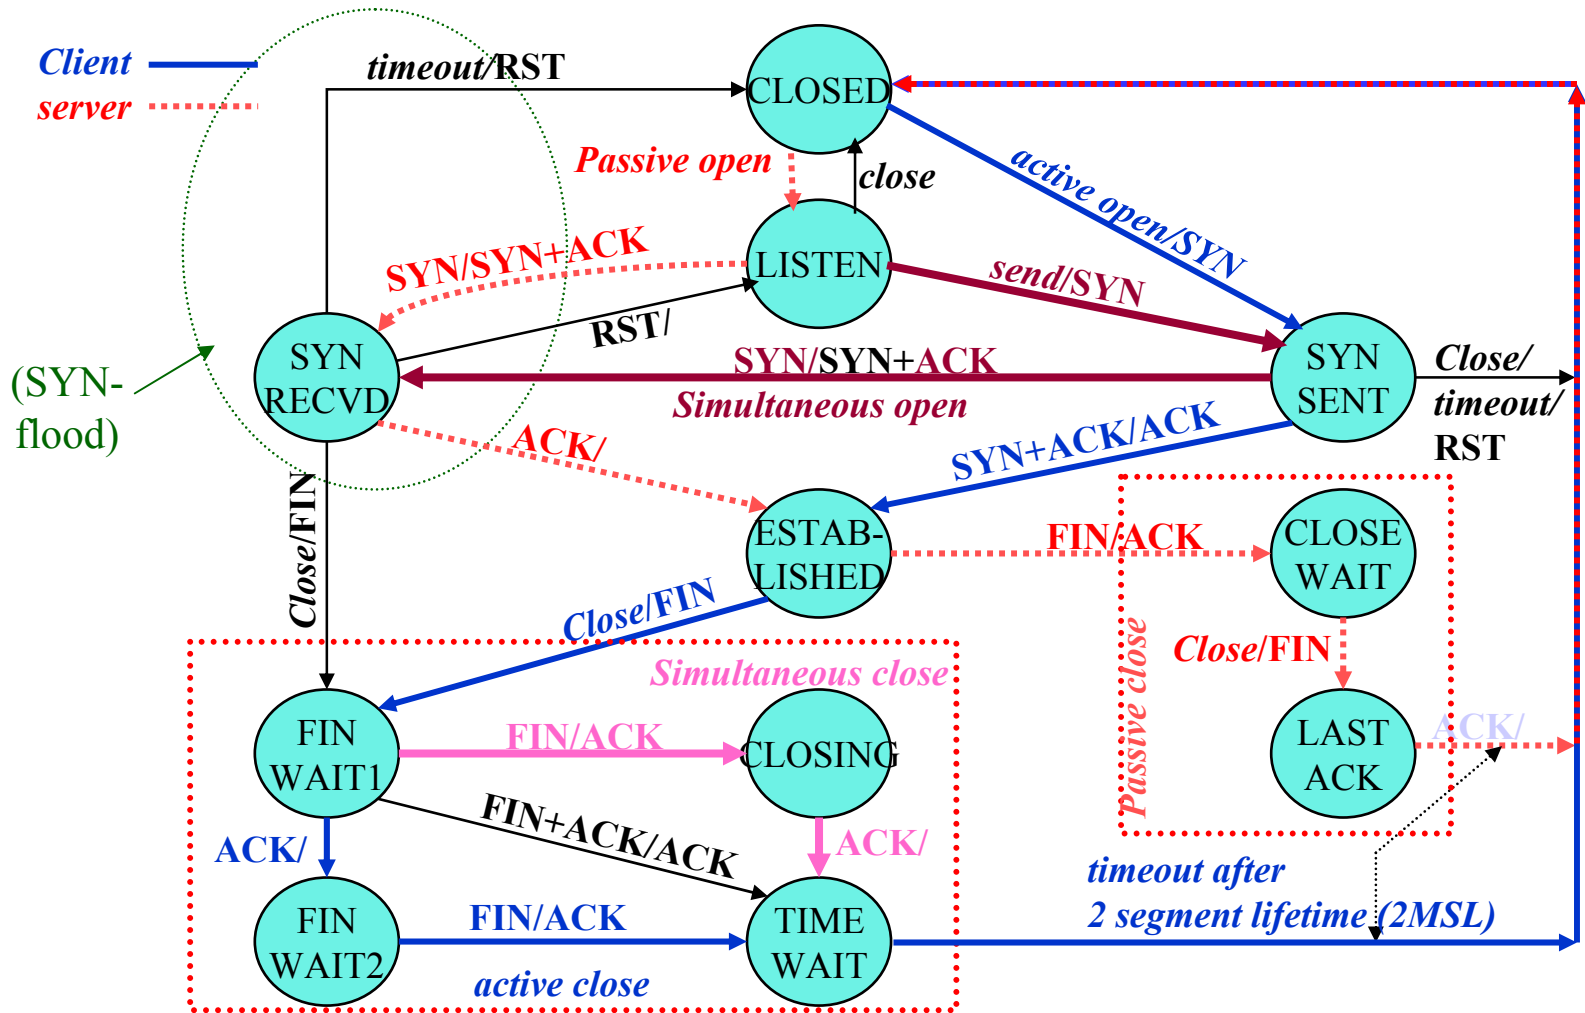 Client
server
timeout/RST
CLOSED
Passive open
close
active open/SYN
SYN/SYN+ACK
LISTEN
send/SYN
RST/
SYN
RECVD
SYN/SYN+ACK
Simultaneous open
SYN
SENT
Close/
timeout/
RST
(SYN-
flood)
ACK/
SYN+ACK/ACK
Close/FIN
ESTAB-
LISHED
FIN/ACK
CLOSE
WAIT
Close/FIN
Passive close
Close/FIN
Simultaneous close
FIN
WAIT1
FIN/ACK
CLOSING
LAST
ACK
ACK/
ACK/
FIN+ACK/ACK
ACK/
timeout after
2 segment lifetime (2MSL)
FIN
WAIT2
FIN/ACK
active close
TIME
WAIT